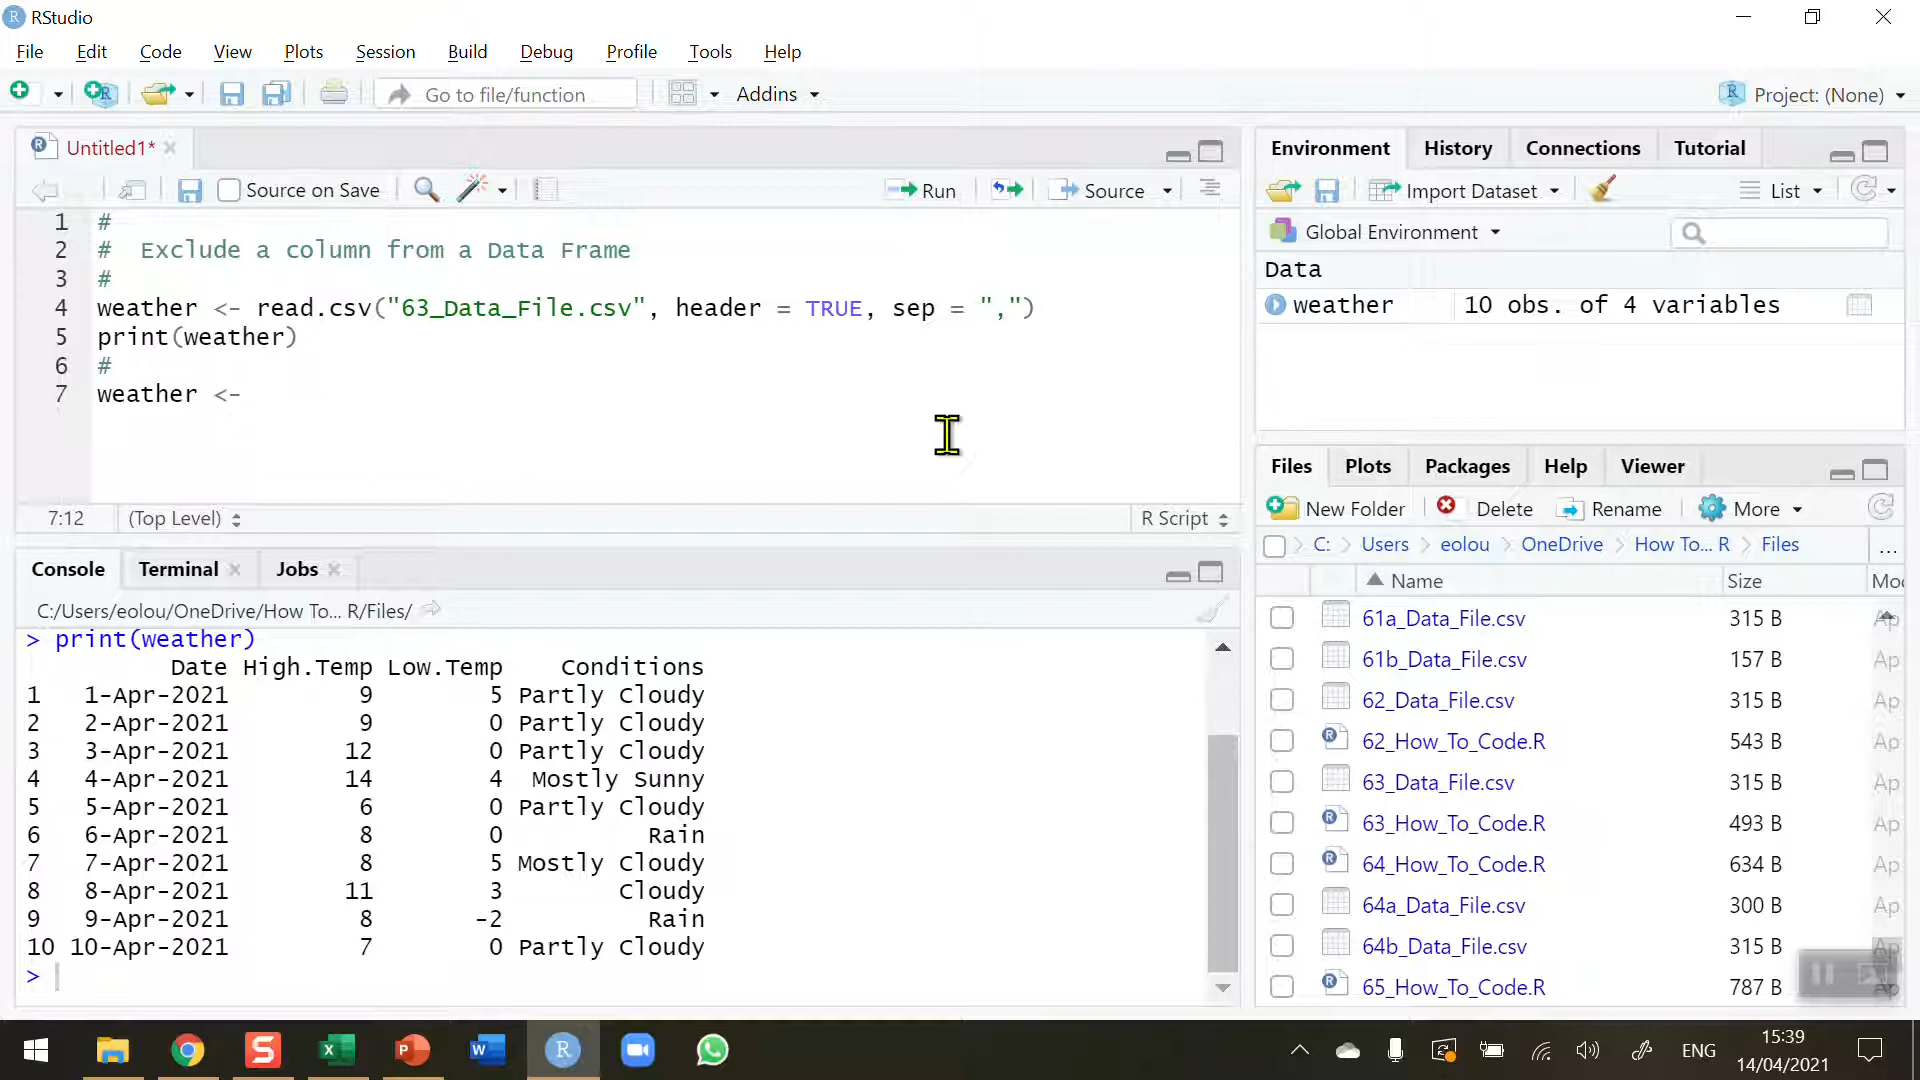 RStudio
File Edit Code View Plots Session Build Debug Profile Tools Help
Go to file/function Addins Project: (None)
Untitled1*
Source on Save Run Source
1 #
2 # Exclude a column from a Data Frame
3 #
4 weather <- read.csv("63_Data_File.csv", header = TRUE, sep = ",")
5 print(weather)
6 #
7 weather <-
7:12 (Top Level) R Script
Console Terminal Jobs
C:/Users/eolou/OneDrive/How To... R/Files/
> print(weather)
Date High.Temp Low.Temp Conditions
1 1-Apr-2021 9 5 Partly Cloudy
2 2-Apr-2021 9 0 Partly Cloudy
3 3-Apr-2021 12 0 Partly Cloudy
4 4-Apr-2021 14 4 Mostly Sunny
5 5-Apr-2021 6 0 Partly Cloudy
6 6-Apr-2021 8 0 Rain
7 7-Apr-2021 8 5 Mostly Cloudy
8 8-Apr-2021 11 3 Cloudy
9 9-Apr-2021 8 -2 Rain
10 10-Apr-2021 7 0 Partly Cloudy
>
Environment History Connections Tutorial
Import Dataset List
Global Environment
Data
weather 10 obs. of 4 variables
Files Plots Packages Help Viewer
New Folder Delete Rename More
C: Users eolou OneDrive How To... R Files ...
Name Size Moc
61a_Data_File.csv 315 B Ap
61b_Data_File.csv 157 B Ap
62_Data_File.csv 315 B Ap
62_How_To_Code.R 543 B Ap
63_Data_File.csv 315 B Ap
63_How_To_Code.R 493 B Ap
64_How_To_Code.R 634 B Ap
64a_Data_File.csv 300 B Ap
64b_Data_File.csv 315 B Ap
65_How_To_Code.R 787 B Ap
ENG
15:39
14/04/2021